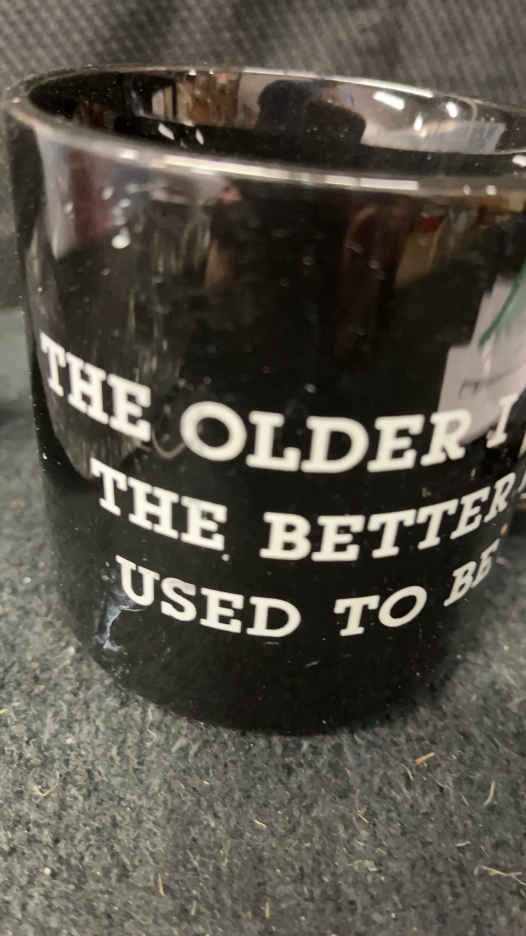 THE OLDER I
THE BETTER
USED TO BE